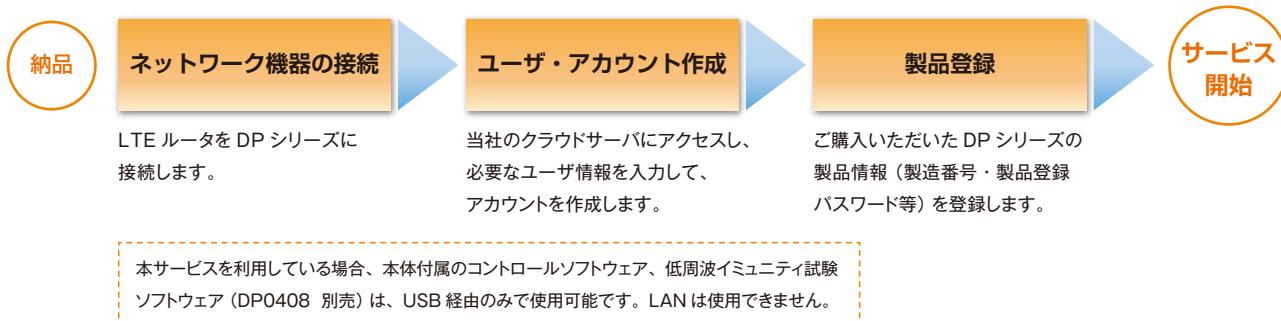 納品
ネットワーク機器の接続
ユーザ・アカウント作成
製品登録
サービス
開始
LTE ルータを DP シリーズに
接続します。
当社のクラウドサーバにアクセスし、
必要なユーザ情報を入力して、
アカウントを作成します。
ご購入いただいた DP シリーズの
製品情報（製造番号・製品登録
パスワード等）を登録します。
本サービスを利用している場合、本体付属のコントロールソフトウェア、低周波イミュニティ試験
ソフトウェア（DP0408 別売）は、USB 経由のみで使用可能です。LAN は使用できません。